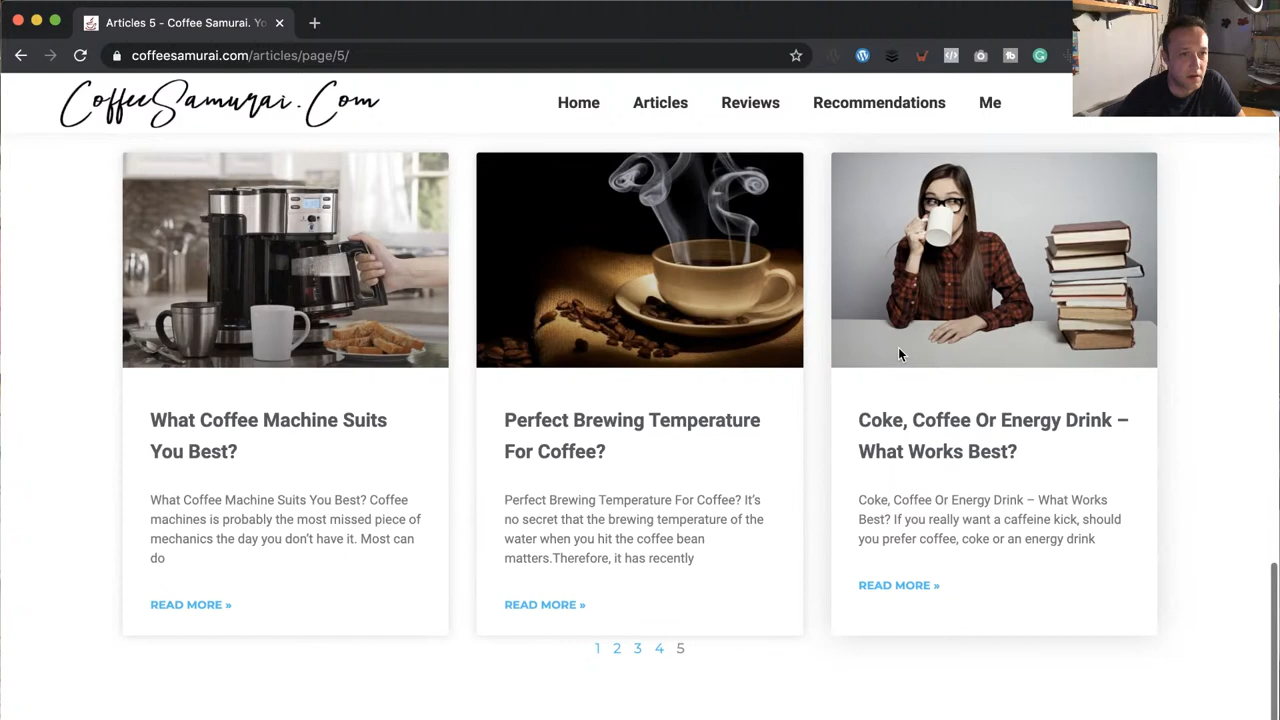 Articles 5 - Coffee Samurai. Yo
coffeesamurai.com/articles/page/5/
CoffeeSamurai.Com
Home Articles Reviews Recommendations Me
What Coffee Machine Suits
You Best?
What Coffee Machine Suits You Best? Coffee
machines is probably the most missed piece of
mechanics the day you don't have it. Most can
do
READ MORE »
Perfect Brewing Temperature
For Coffee?
Perfect Brewing Temperature For Coffee? It's
no secret that the brewing temperature of the
water when you hit the coffee bean
matters.Therefore, it has recently
READ MORE »
Coke, Coffee Or Energy Drink –
What Works Best?
Coke, Coffee Or Energy Drink – What Works
Best? If you really want a caffeine kick, should
you prefer coffee, coke or an energy drink
READ MORE »
1 2 3 4 5